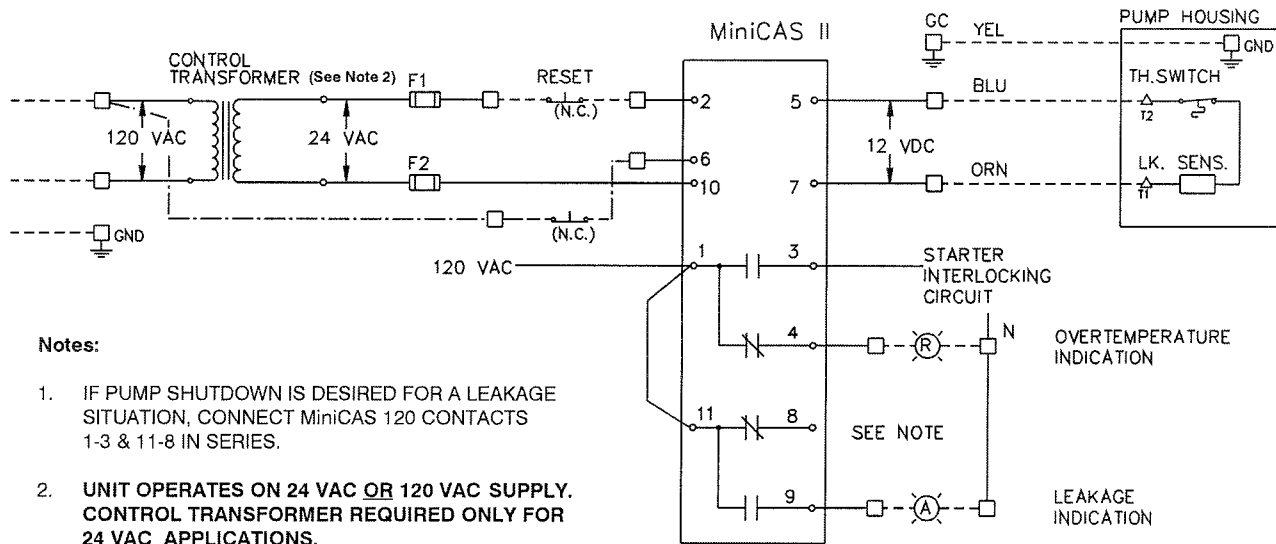 MiniCAS II
GC
YEL
PUMP HOUSING
GND
CONTROL
TRANSFORMER (See Note 2)
F1
RESET
(N.C.)
2
5
BLU
TH.SWITCH
T2
120 VAC
24 VAC
12 VDC
F2
6
10
7
ORN
LK. SENS.
T1
GND
(N.C.)
120 VAC
1
3
STARTER
INTERLOCKING
CIRCUIT
4
R
N
OVERTEMPERATURE
INDICATION
11
8
SEE NOTE
9
A
LEAKAGE
INDICATION
Notes:
1. IF PUMP SHUTDOWN IS DESIRED FOR A LEAKAGE
SITUATION, CONNECT MiniCAS 120 CONTACTS
1-3 & 11-8 IN SERIES.
2. UNIT OPERATES ON 24 VAC OR 120 VAC SUPPLY.
CONTROL TRANSFORMER REQUIRED ONLY FOR
24 VAC APPLICATIONS.